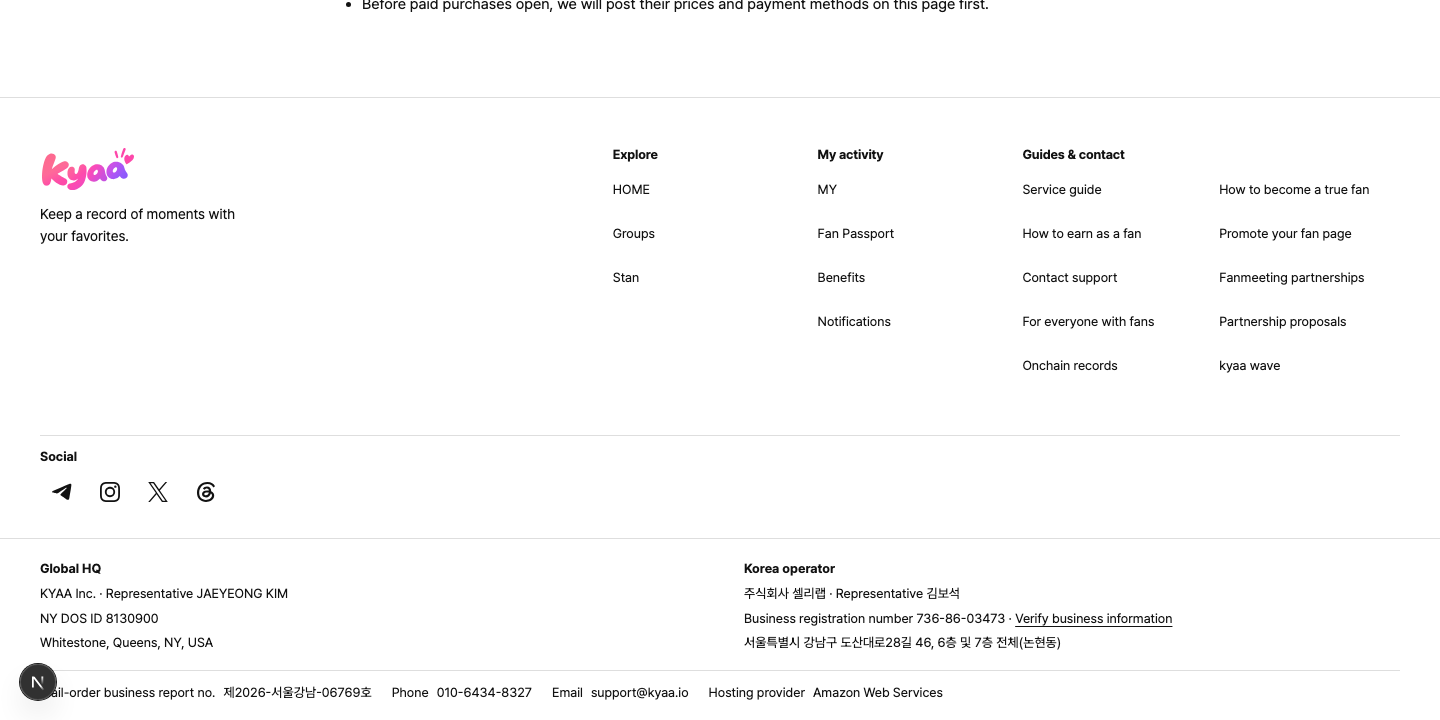 Before paid purchases open, we will post their prices and payment methods on this page first.
kyaa
Keep a record of moments with
your favorites.
Explore
HOME
Groups
Stan
My activity
MY
Fan Passport
Benefits
Notifications
Guides & contact
Service guide
How to earn as a fan
Contact support
For everyone with fans
Onchain records
How to become a true fan
Promote your fan page
Fanmeeting partnerships
Partnership proposals
kyaa wave
Social
Global HQ
KYAA Inc. · Representative JAEYEONG KIM
NY DOS ID 8130900
Whitestone, Queens, NY, USA
Korea operator
주식회사 셀리랩 · Representative 김보석
Business registration number 736-86-03473 · Verify business information
서울특별시 강남구 도산대로28길 46, 6층 및 7층 전체(논현동)
N
ail-order business report no. 제2026-서울강남-06769호 Phone 010-6434-8327 Email support@kyaa.io Hosting provider Amazon Web Services